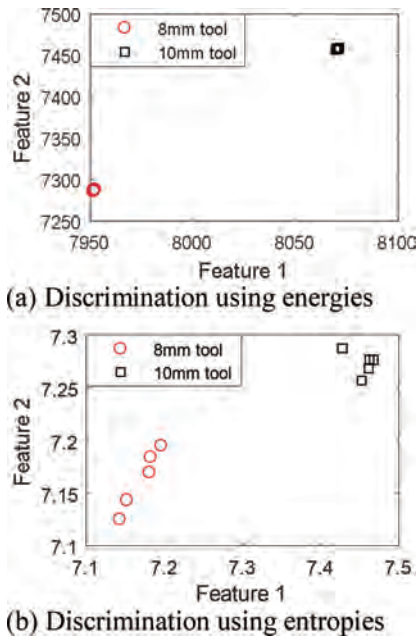 7500
7450
7400
7350
7300
7250
Feature 2
8mm tool
10mm tool
7950 8000 8050 8100
Feature 1
(a) Discrimination using energies
7.3
7.25
7.2
7.15
7.1
Feature 2
8mm tool
10mm tool
7.1 7.2 7.3 7.4 7.5
Feature 1
(b) Discrimination using entropies